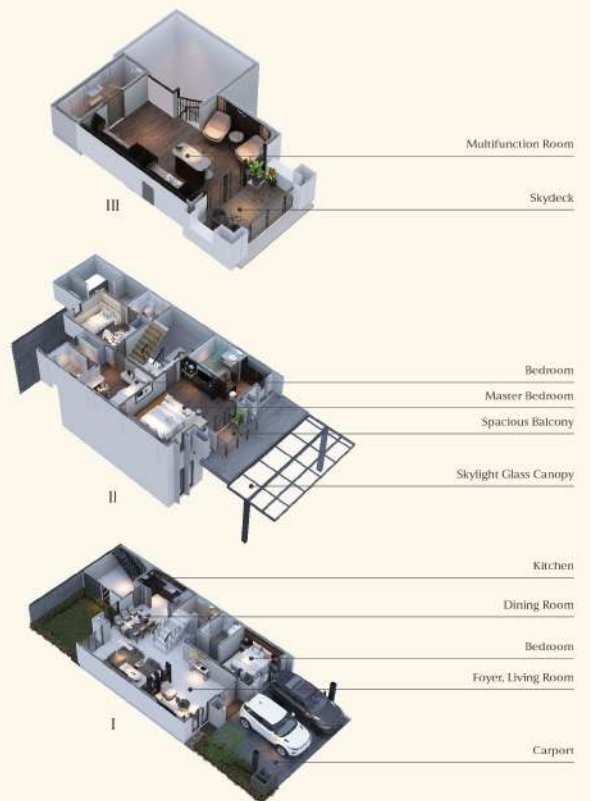 Multifunction Room
III
Skydeck
Bedroom
Master Bedroom
Spacious Balcony
Skylight Glass Canopy
II
Kitchen
Dining Room
Bedroom
Foyer, Living Room
I
Carport